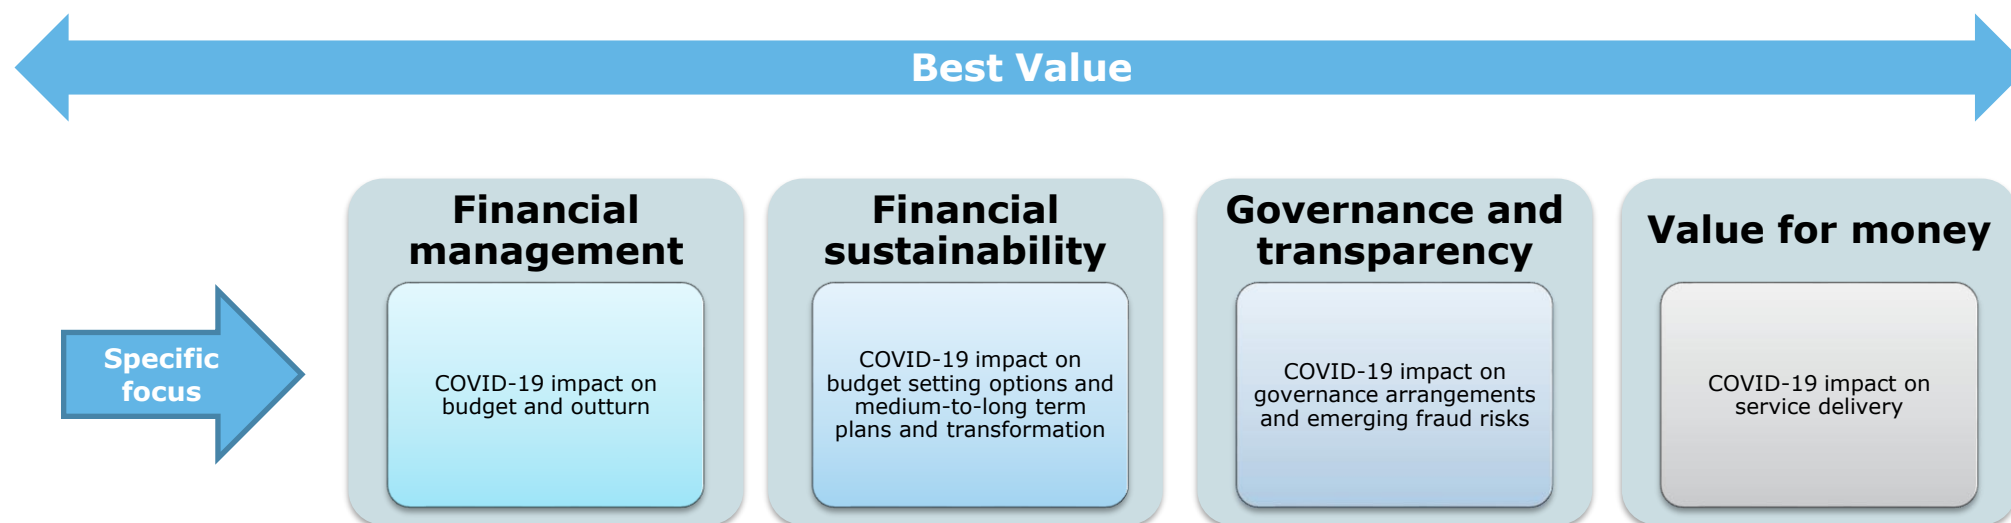 Best Value
Specific
focus
Financial
management
COVID-19 impact on
budget and outturn
Financial
sustainability
COVID-19 impact on
budget setting options and
medium-to-long term
plans and transformation
Governance and
transparency
COVID-19 impact on
governance arrangements
and emerging fraud risks
Value for money
COVID-19 impact on
service delivery